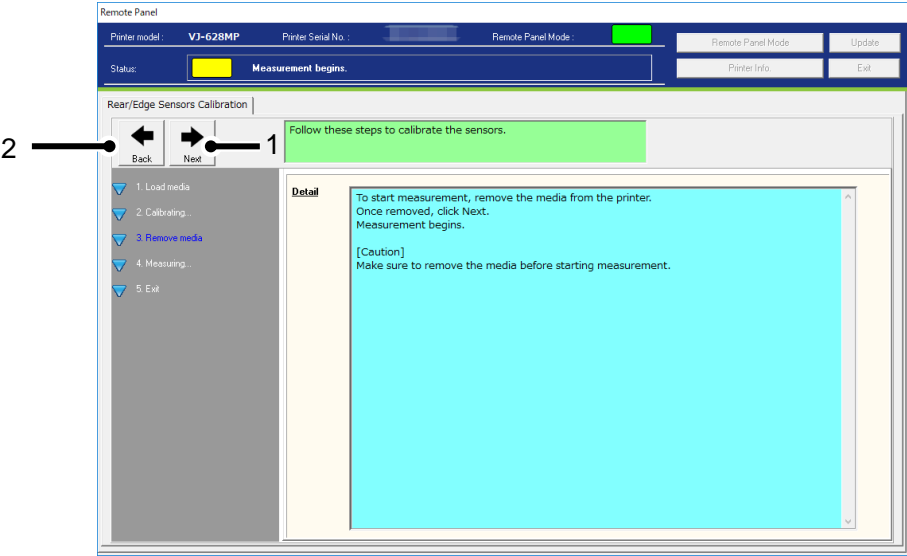 Remote Panel
Printer model : VJ-628MP Printer Serial No. : Remote Panel Mode :
Remote Panel Mode Update
Status: Measurement begins. Printer Info. Exit
Rear/Edge Sensors Calibration
2 Back Next 1 Follow these steps to calibrate the sensors.
1. Load media
2. Calibrating...
3. Remove media
4. Measuring...
5. Exit
Detail
To start measurement, remove the media from the printer.
Once removed, click Next.
Measurement begins.
[Caution]
Make sure to remove the media before starting measurement.